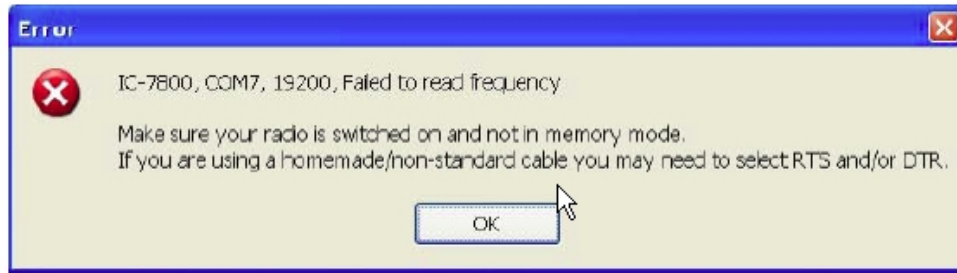 Error
IC-7800, COM7, 19200, Failed to read frequency
Make sure your radio is switched on and not in memory mode.
If you are using a homemade/non-standard cable you may need to select RTS and/or DTR.
OK